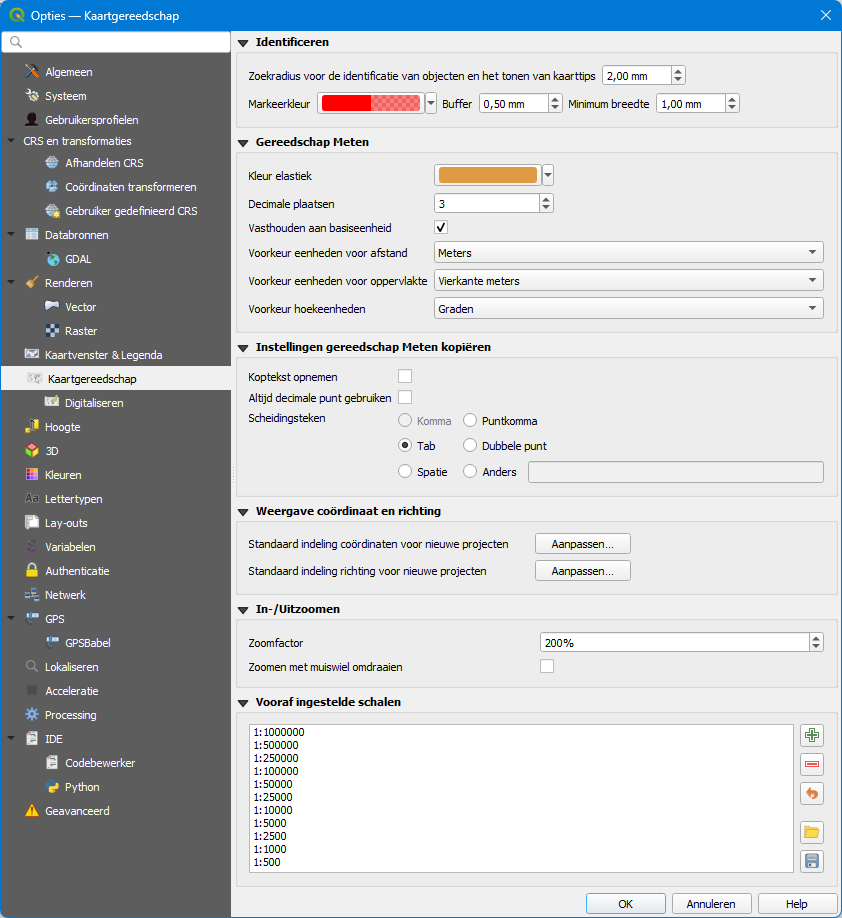 Opties — Kaartgereedschap
Algemeen
Systeem
Gebruikersprofielen
CRS en transformaties
Afhandelen CRS
Coördinaten transformeren
Gebruiker gedefinieerd CRS
Databronnen
GDAL
Renderen
Vector
Raster
Kaartvenster & Legenda
Kaartgereedschap
Digitaliseren
Hoogte
3D
Kleuren
Lettertypen
Lay-outs
Variabelen
Authenticatie
Netwerk
GPS
GPSBabel
Lokaliseren
Acceleratie
Processing
IDE
Codebewerker
Python
Geavanceerd
Identificeren
Zoekradius voor de identificatie van objecten en het tonen van kaarttips 2,00 mm
Markeerkleur Buffer 0,50 mm Minimum breedte 1,00 mm
Gereedschap Meten
Kleur elastiek
Decimale plaatsen 3
Vasthouden aan basiseenheid
Voorkeur eenheden voor afstand Meters
Voorkeur eenheden voor oppervlakte Vierkante meters
Voorkeur hoekeenheden Graden
Instellingen gereedschap Meten kopiëren
Koptekst opnemen
Altijd decimale punt gebruiken
Scheidingsteken Komma Puntkomma
Tab Dubbele punt
Spatie Anders
Weergave coördinaat en richting
Standaard indeling coördinaten voor nieuwe projecten Aanpassen...
Standaard indeling richting voor nieuwe projecten Aanpassen...
In-/Uitzoomen
Zoomfactor 200%
Zoomen met muiswiel omdraaien
Vooraf ingestelde schalen
1:1000000
1:500000
1:250000
1:100000
1:50000
1:25000
1:10000
1:5000
1:2500
1:1000
1:500
OK Annuleren Help